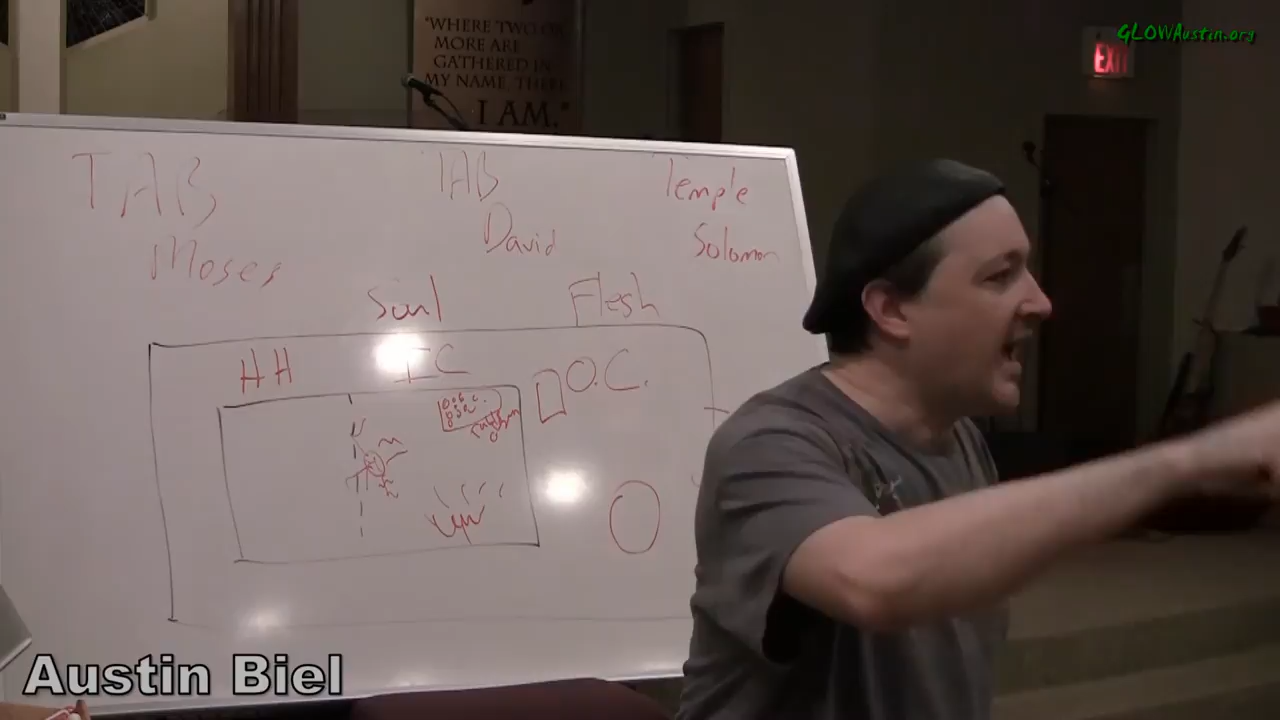 GLOWAustin.org
EXIT
"WHERE TWO OR
MORE ARE
GATHERED IN
MY NAME, THERE
I AM."
TAB
Moses
TAB
David
Temple
Solomon
Soul
Flesh
HH
IC
O.C.
Austin Biel